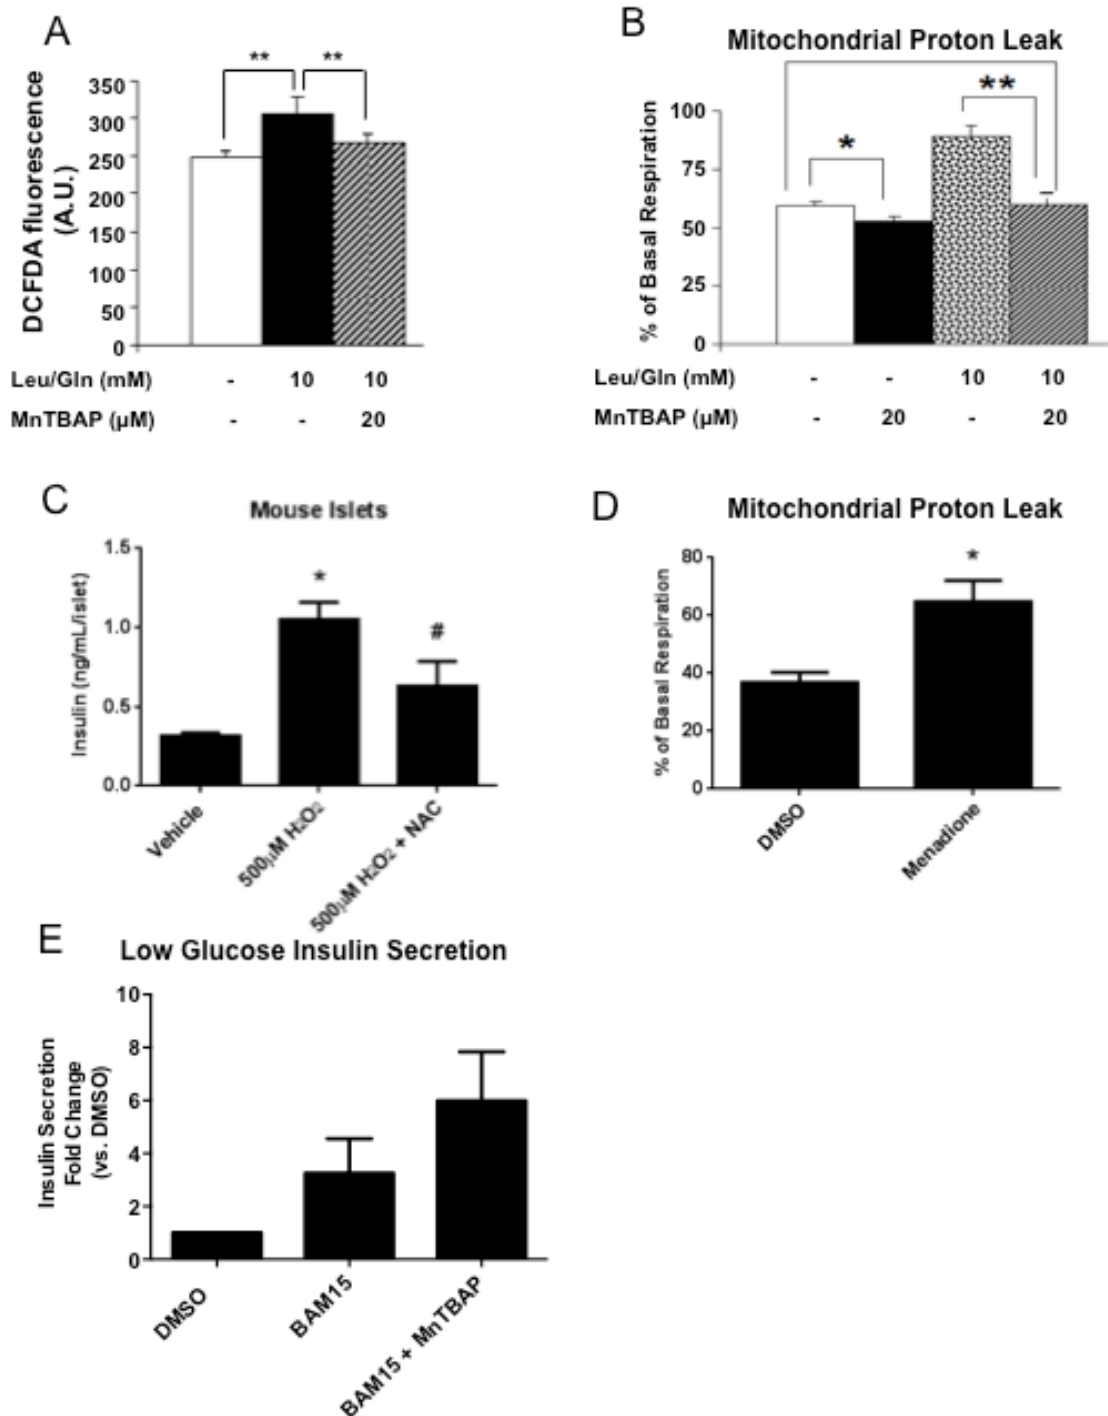 A
** **
DCFDA fluorescence
(A.U.)
350
300
250
200
150
100
50
0
Leu/Gln (mM) - 10 10
MnTBAP (µM) - - 20
B
Mitochondrial Proton Leak
* **
% of Basal Respiration
100
75
50
25
0
Leu/Gln (mM) - - 10 10
MnTBAP (µM) - 20 - 20
C
Mouse Islets
Insulin (ng/mL/islet)
1.5
1.0
0.5
0.0
*
#
Vehicle
500µM H2O2
500µM H2O2 + NAC
D
Mitochondrial Proton Leak
% of Basal Respiration
80
60
40
20
0
*
DMSO
Menadione
E
Low Glucose Insulin Secretion
Insulin Secretion
Fold Change
(vs. DMSO)
10
8
6
4
2
0
DMSO
BAM15
BAM15 + MnTBAP